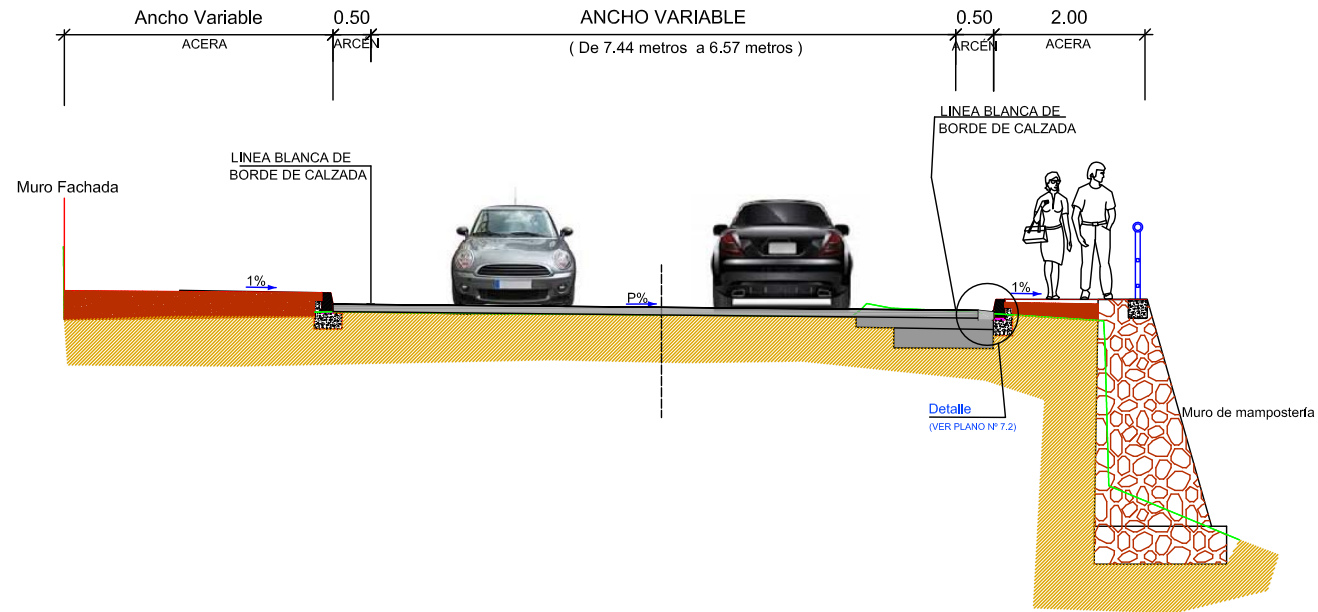 Ancho Variable
0.50
ANCHO VARIABLE
0.50
2.00
ACERA
ARCÉN
( De 7.44 metros a 6.57 metros )
ARCÉN
ACERA
LINEA BLANCA DE
BORDE DE CALZADA
LINEA BLANCA DE
BORDE DE CALZADA
Muro Fachada
1%
P%
1%
Detalle
(VER PLANO Nº 7.2)
Muro de mampostería